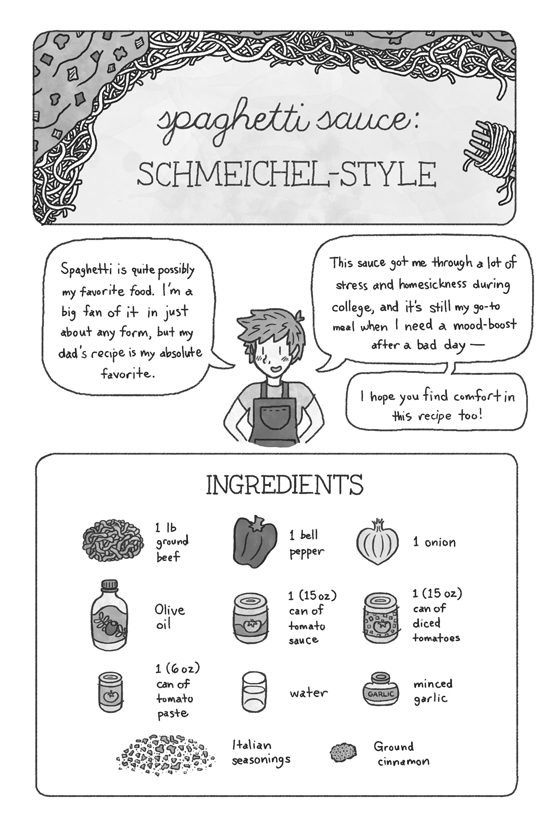 spaghetti sauce:
SCHMEICHEL-STYLE
Spaghetti is quite possibly
my favorite food. I'm a
big fan of it in just
about any form, but my
dad's recipe is my absolute
favorite.
This sauce got me through a lot of
stress and homesickness during
college, and it's still my go-to
meal when I need a mood-boost
after a bad day —
I hope you find comfort in
this recipe too!
INGREDIENTS
1 lb
ground
beef
1 bell
pepper
1 onion
Olive
oil
1 (15 oz)
can of
tomato
sauce
1 (15 oz)
can of
diced
tomatoes
1 (6 oz)
can of
tomato
paste
water
GARLIC
minced
garlic
Italian
seasonings
Ground
cinnamon